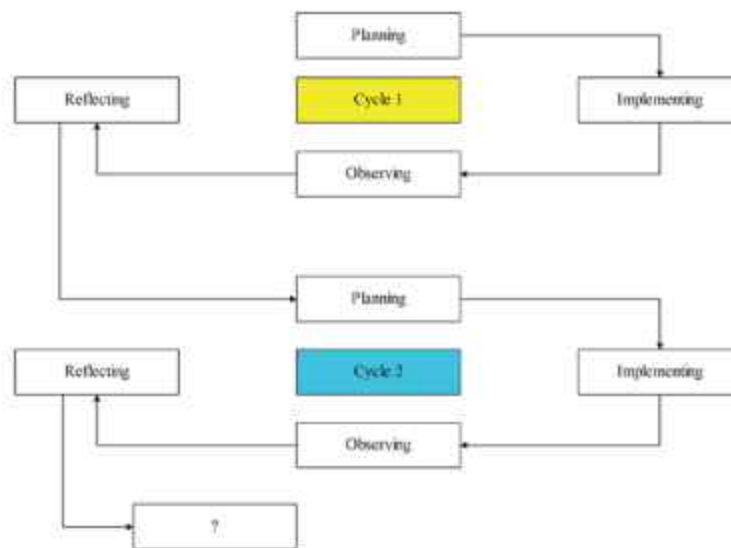 Planning
Reflecting
Cycle 1
Implementing
Observing
Planning
Reflecting
Cycle 2
Implementing
Observing
?